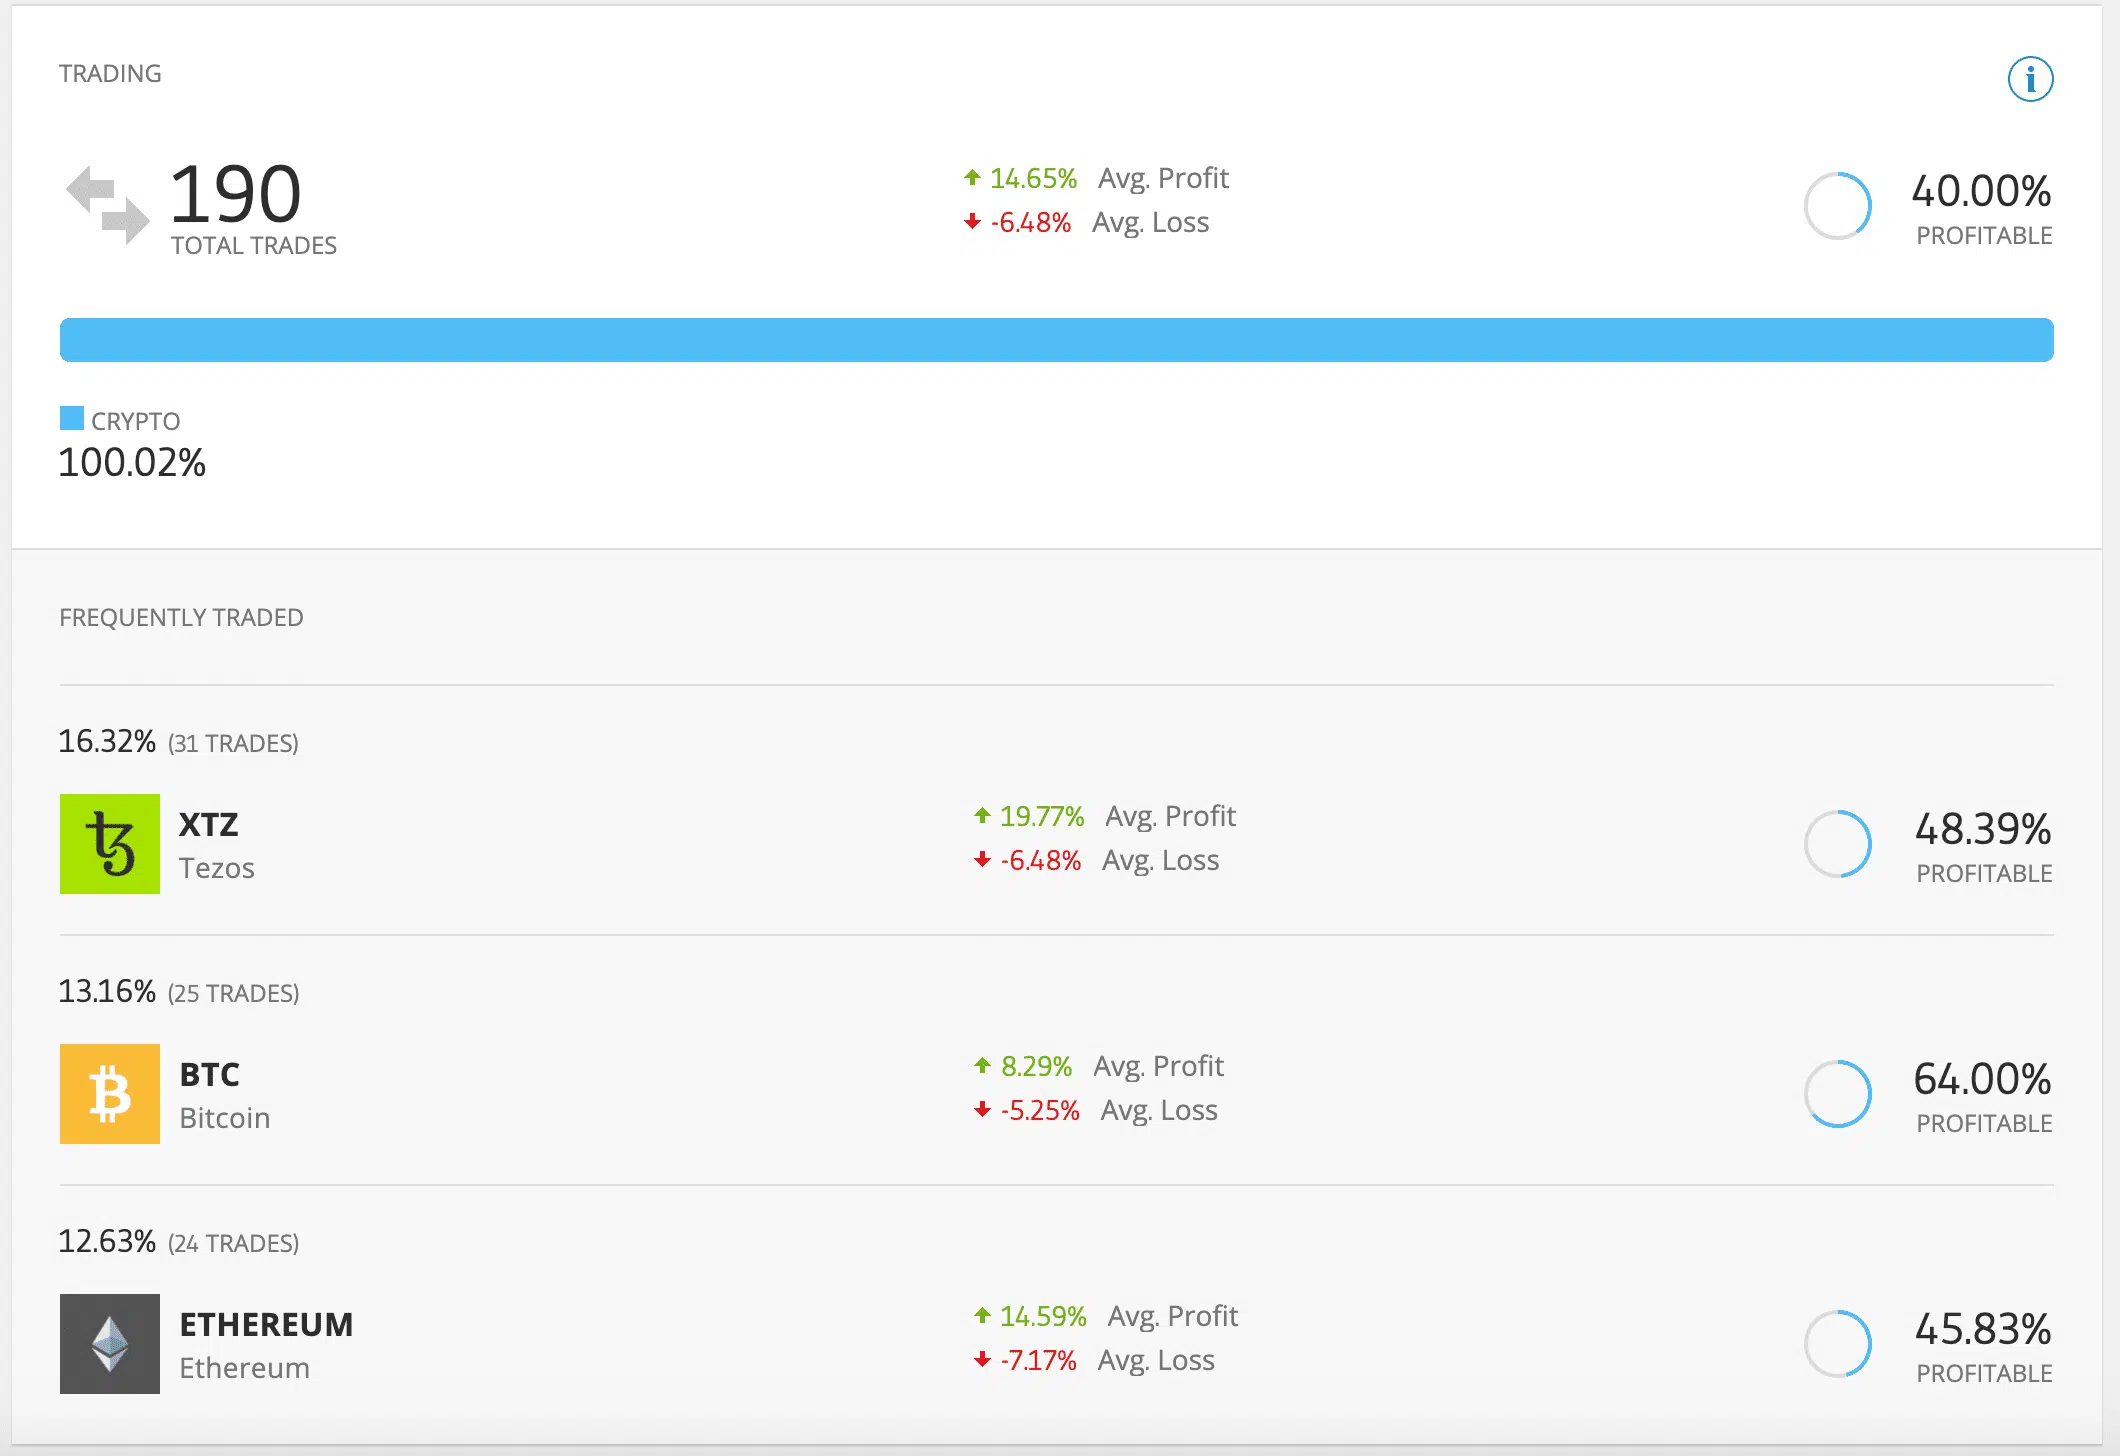 TRADING
190
TOTAL TRADES
14.65% Avg. Profit
-6.48% Avg. Loss
40.00%
PROFITABLE
CRYPTO
100.02%
FREQUENTLY TRADED
16.32% (31 TRADES)
XTZ
Tezos
19.77% Avg. Profit
-6.48% Avg. Loss
48.39%
PROFITABLE
13.16% (25 TRADES)
BTC
Bitcoin
8.29% Avg. Profit
-5.25% Avg. Loss
64.00%
PROFITABLE
12.63% (24 TRADES)
ETHEREUM
Ethereum
14.59% Avg. Profit
-7.17% Avg. Loss
45.83%
PROFITABLE